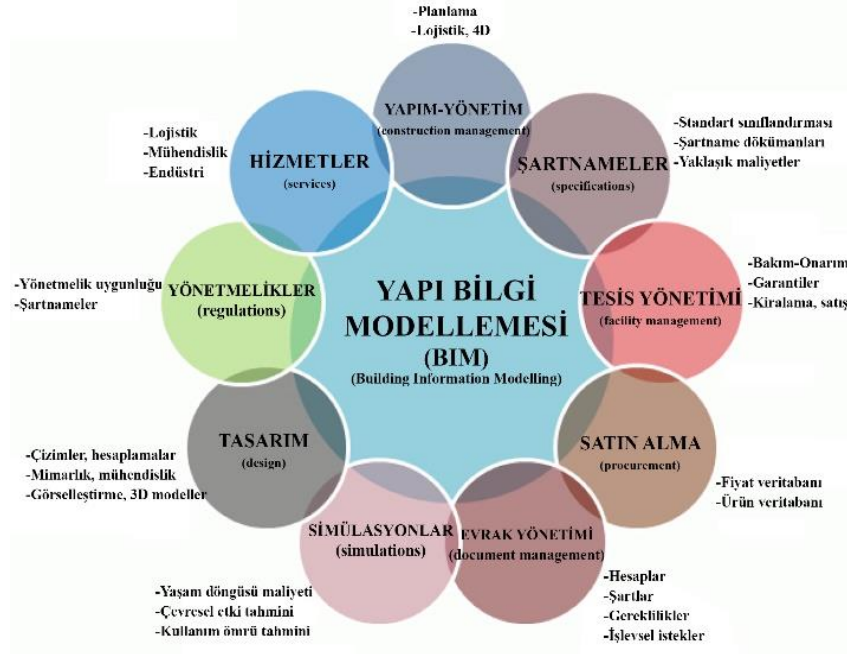 -Planlama
-Lojistik, 4D
YAPIM-YÖNETİM
(construction management)
-Standart sınıflandırması
-Şartname dökümanları
-Yaklaşık maliyetler
ŞARTNAMELER
(specifications)
-Bakım-Onarım
-Garantiler
-Kiralama, satış
TESİS YÖNETİMİ
(facility management)
SATIN ALMA
(procurement)
-Fiyat veritabanı
-Ürün veritabanı
EVRAK YÖNETİMİ
(document management)
-Hesaplar
-Şartlar
-Gereklilikler
-İşlevsel istekler
SİMÜLASYONLAR
(simulations)
-Yaşam döngüsü maliyeti
-Çevresel etki tahmini
-Kullanım ömrü tahmini
TASARIM
(design)
-Çizimler, hesaplamalar
-Mimarlık, mühendislik
-Görselleştirme, 3D modeller
YÖNETMELİKLER
(regulations)
-Yönetmelik uygunluğu
-Şartnameler
HİZMETLER
(services)
-Lojistik
-Mühendislik
-Endüstri
YAPI BİLGİ
MODELLEMESİ
(BIM)
(Building Information Modelling)